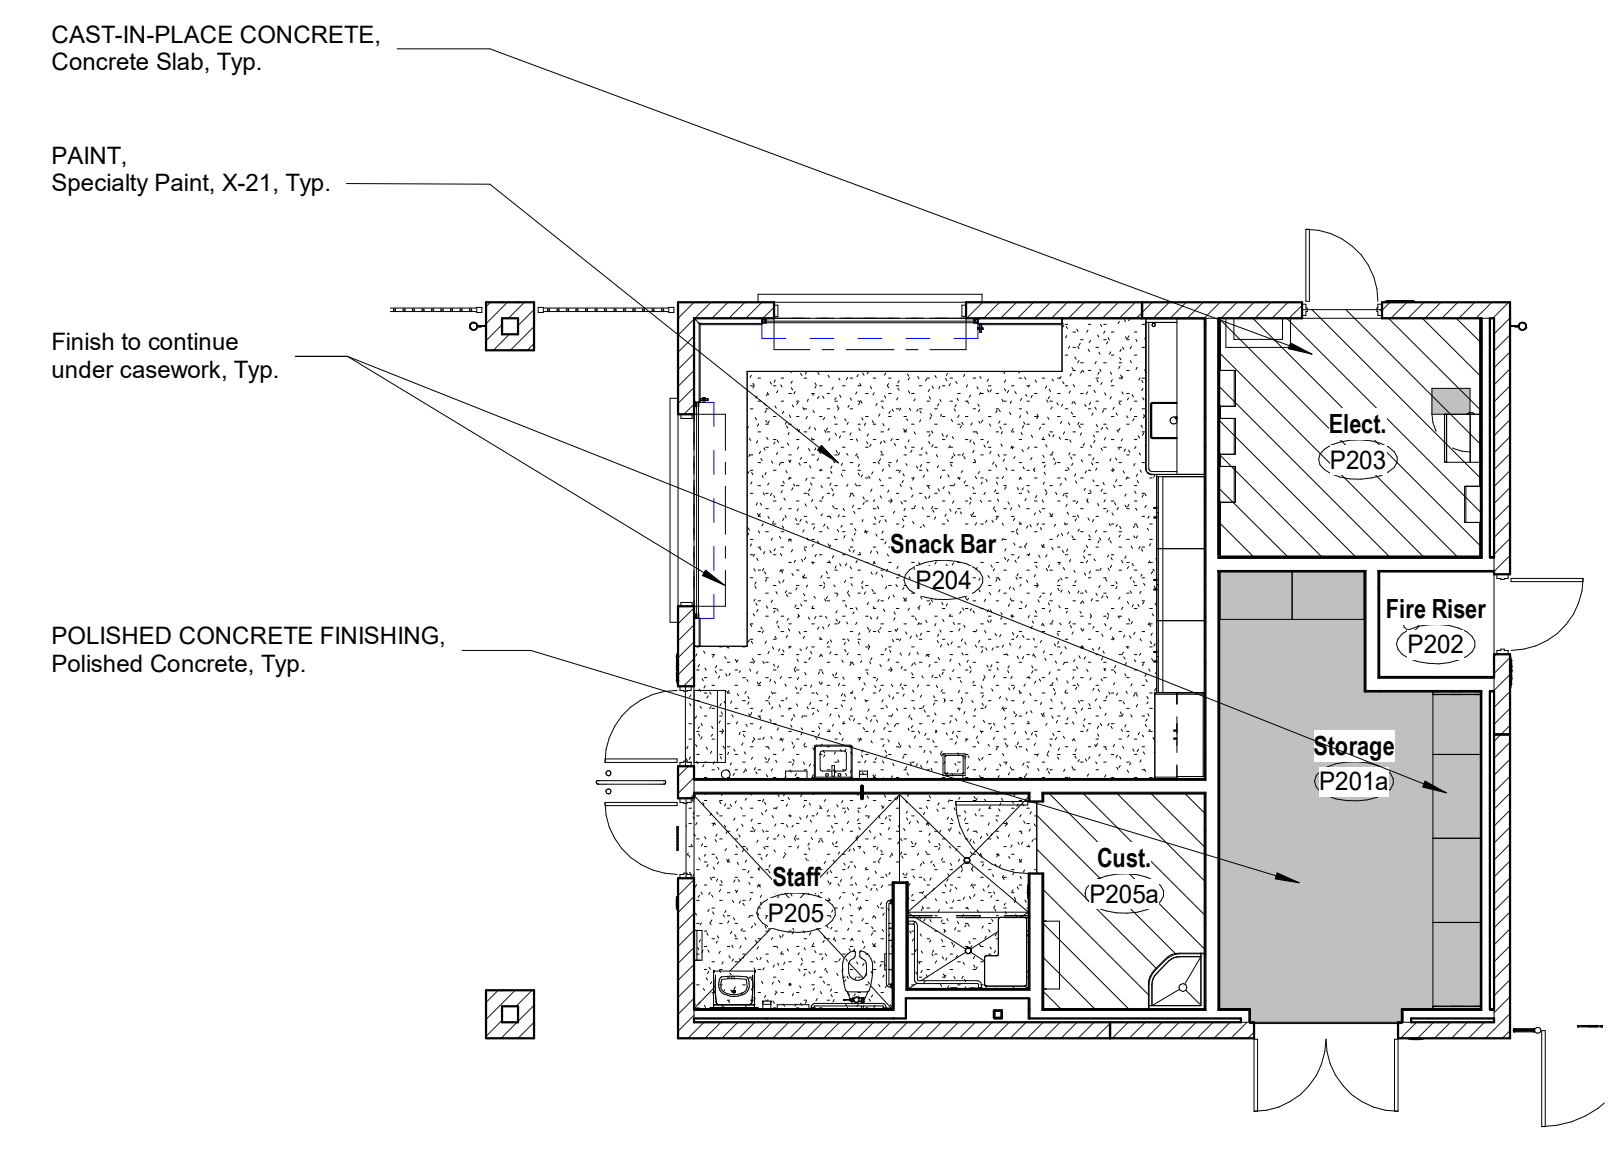 CAST-IN-PLACE CONCRETE,
Concrete Slab, Typ.
PAINT,
Specialty Paint, X-21, Typ.
Finish to continue
under casework, Typ.
POLISHED CONCRETE FINISHING,
Polished Concrete, Typ.
Elect.
P203
Snack Bar
P204
Fire Riser
P202
Storage
P201a
Cust.
P205a
Staff
P205